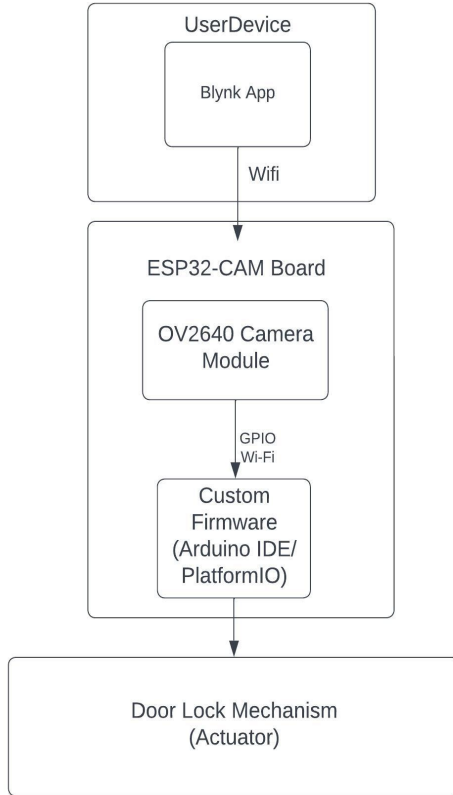 UserDevice
Blynk App
Wifi
ESP32-CAM Board
OV2640 Camera
Module
GPIO
Wi-Fi
Custom
Firmware
(Arduino IDE/
PlatformIO)
Door Lock Mechanism
(Actuator)